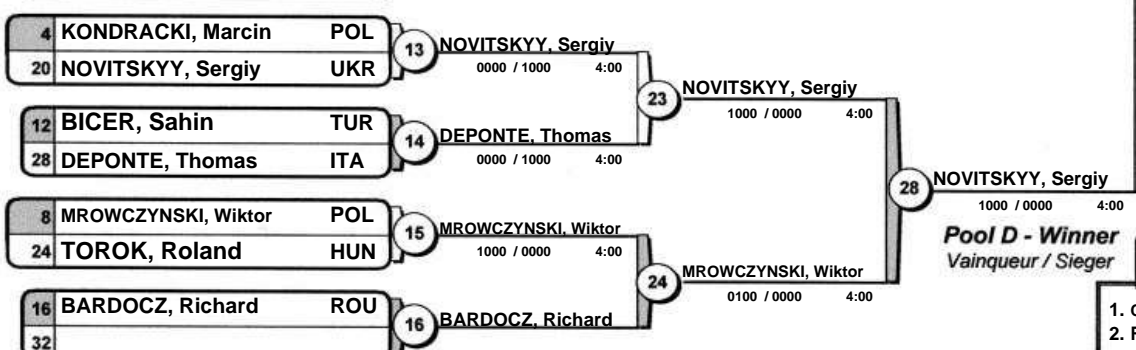 4 KONDRACKI, Marcin POL
20 NOVITSKYY, Sergiy UKR
13 NOVITSKYY, Sergiy
0000 / 1000 4:00
12 BICER, Sahin TUR
28 DEPONTE, Thomas ITA
14 DEPONTE, Thomas
0000 / 1000 4:00
23 NOVITSKYY, Sergiy
1000 / 0000 4:00
8 MROWCZYNSKI, Wiktor POL
24 TOROK, Roland HUN
15 MROWCZYNSKI, Wiktor
1000 / 0000 4:00
16 BARDOCZ, Richard ROU
32
16 BARDOCZ, Richard
24 MROWCZYNSKI, Wiktor
0100 / 0000 4:00
28 NOVITSKYY, Sergiy
1000 / 0000 4:00
Pool D - Winner
Vainqueur / Sieger
1.
2.